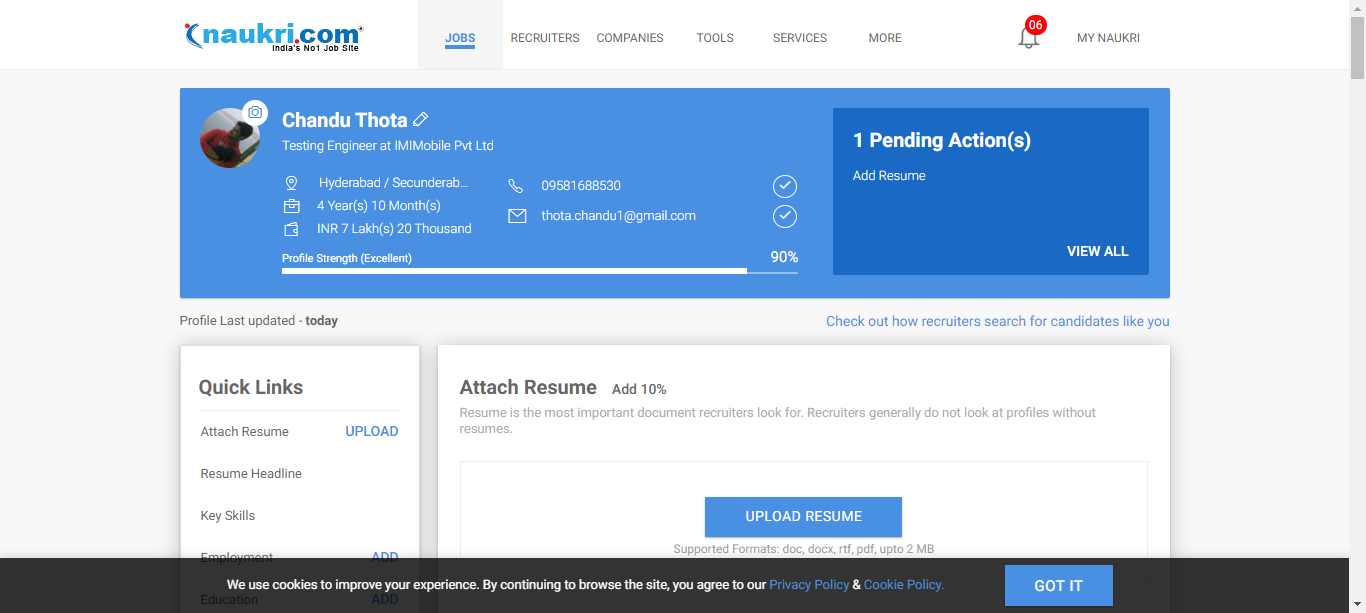 naukri.com
India's No1 Job Site
JOBS
RECRUITERS
COMPANIES
TOOLS
SERVICES
MORE
06
MY NAUKRI
Chandu Thota
Testing Engineer at IMIMobile Pvt Ltd
Hyderabad / Secunderab...
09581688530
4 Year(s) 10 Month(s)
thota.chandu1@gmail.com
INR 7 Lakh(s) 20 Thousand
Profile Strength (Excellent)
90%
1 Pending Action(s)
Add Resume
VIEW ALL
Profile Last updated - today
Check out how recruiters search for candidates like you
Quick Links
Attach Resume UPLOAD
Resume Headline
Key Skills
Employment ADD
Education ADD
Attach Resume Add 10%
Resume is the most important document recruiters look for. Recruiters generally do not look at profiles without
resumes.
UPLOAD RESUME
Supported Formats: doc, docx, rtf, pdf, upto 2 MB
We use cookies to improve your experience. By continuing to browse the site, you agree to our Privacy Policy & Cookie Policy.
GOT IT